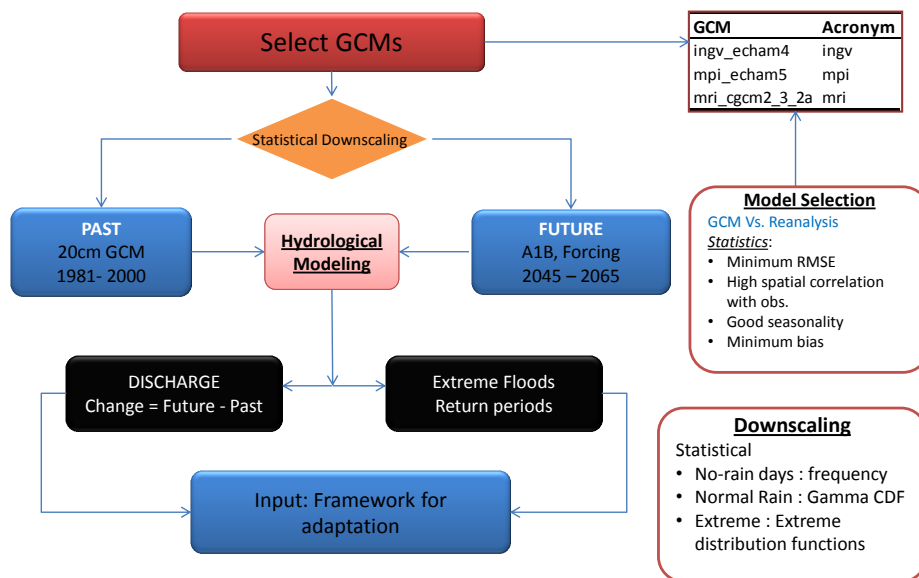 Select GCMs
GCM Acronym
ingv_echam4 ingv
mpi_echam5 mpi
mri_cgcm2_3_2a mri
Statistical Downscaling
PAST
20cm GCM
1981- 2000
Hydrological
Modeling
FUTURE
A1B, Forcing
2045 – 2065
Model Selection
GCM Vs. Reanalysis
Statistics:
• Minimum RMSE
• High spatial correlation
with obs.
• Good seasonality
• Minimum bias
DISCHARGE
Change = Future - Past
Extreme Floods
Return periods
Input: Framework for
adaptation
Downscaling
Statistical
• No-rain days : frequency
• Normal Rain : Gamma CDF
• Extreme : Extreme
distribution functions